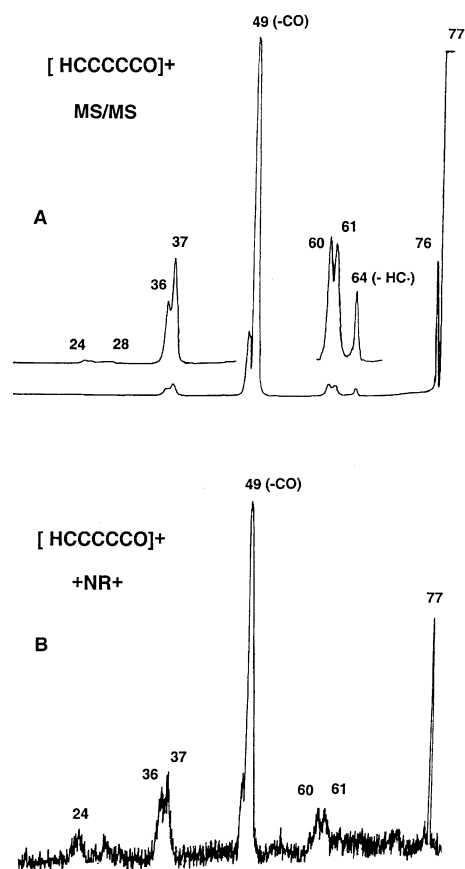 49 (-CO)
77
[ HCCCCCO]+
MS/MS
A
37
36
24
28
60
61
64 (- HC·)
76
49 (-CO)
[ HCCCCCO]+
+NR+
77
B
37
36
24
60
61